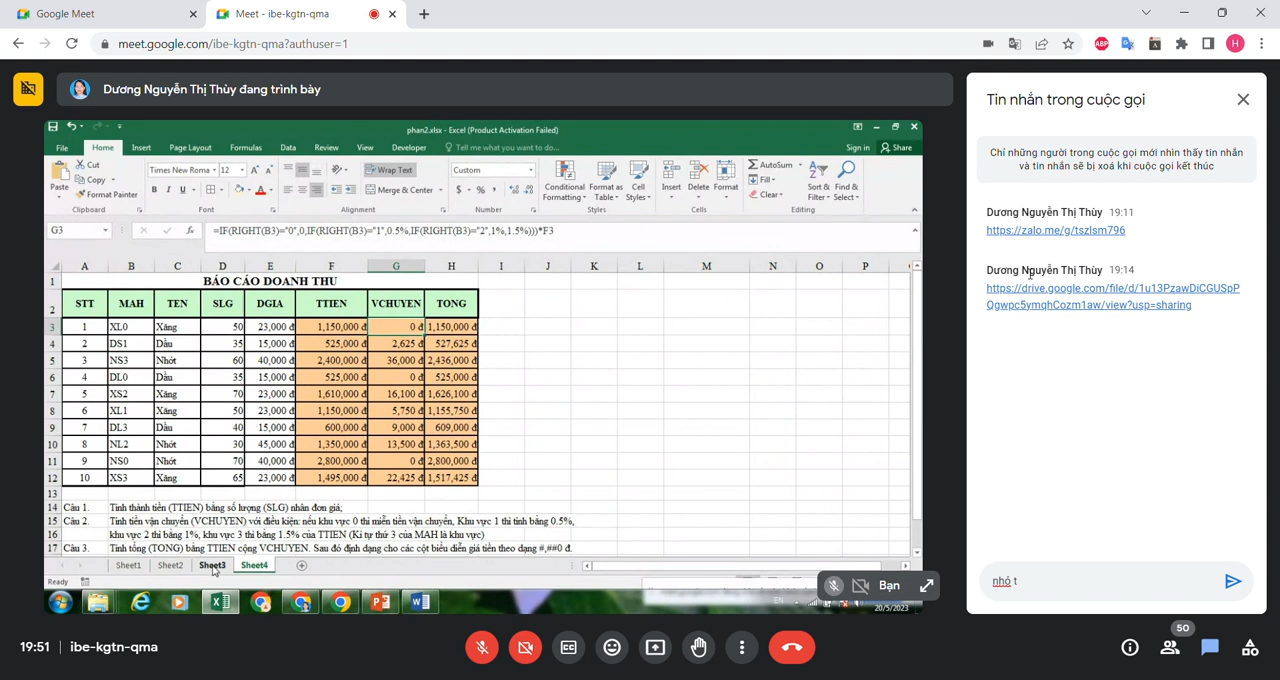 Google Meet
Meet - ibe-kgtn-qma
meet.google.com/ibe-kgtn-qma?authuser=1
ABP
H
Dương Nguyễn Thị Thùy đang trình bày
phan2.xlsx - Excel (Product Activation Failed)
File Home Insert Page Layout Formulas Data Review View Developer Tell me what you want to do... Sign in Share
Paste
Cut
Copy
Format Painter
Clipboard
Times New Roma 12
B I U
Font
Wrap Text
Merge & Center
Alignment
Custom
$ % ,
Number
Conditional Formatting
Format as Table
Cell Styles
Styles
Insert Delete Format
Cells
AutoSum
Fill
Clear
Sort & Filter
Find & Select
Editing
G3 fx =IF(RIGHT(B3)="0",0,IF(RIGHT(B3)="1",0.5%,IF(RIGHT(B3)="2",1%,1.5%)))*F3
A B C D E F G H I J K L M N O P
1 BÁO CÁO DOANH THU
2 STT MAH TEN SLG DGIA TTIEN VCHUYEN TONG
3 1 XL0 Xăng 50 23,000 đ 1,150,000 đ 0 đ 1,150,000 đ
4 2 DS1 Dầu 35 15,000 đ 525,000 đ 2,625 đ 527,625 đ
5 3 NS3 Nhớt 60 40,000 đ 2,400,000 đ 36,000 đ 2,436,000 đ
6 4 DL0 Dầu 35 15,000 đ 525,000 đ 0 đ 525,000 đ
7 5 XS2 Xăng 70 23,000 đ 1,610,000 đ 16,100 đ 1,626,100 đ
8 6 XL1 Xăng 50 23,000 đ 1,150,000 đ 5,750 đ 1,155,750 đ
9 7 DL3 Dầu 40 15,000 đ 600,000 đ 9,000 đ 609,000 đ
10 8 NL2 Nhớt 30 45,000 đ 1,350,000 đ 13,500 đ 1,363,500 đ
11 9 NS0 Nhớt 70 40,000 đ 2,800,000 đ 0 đ 2,800,000 đ
12 10 XS3 Xăng 65 23,000 đ 1,495,000 đ 22,425 đ 1,517,425 đ
13
14 Câu 1. Tính thành tiền (TTIEN) bằng số lượng (SLG) nhân đơn giá;
15 Câu 2. Tính tiền vận chuyển (VCHUYEN) với điều kiện: nếu khu vực 0 thì miễn tiền vận chuyển, Khu vực 1 thì tính bằng 0.5%,
16 khu vực 2 thì bằng 1%, khu vực 3 thì bằng 1.5% của TTIEN (Kí tự thứ 3 của MAH là khu vực)
17 Câu 3. Tính tổng (TONG) bằng TTIEN cộng VCHUYEN. Sau đó định dạng cho các cột biểu diễn giá tiền theo dạng #,##0 đ.
Sheet1 Sheet2 Sheet3 Sheet4
Ready
EN
20/5/2023
Bạn
Tin nhắn trong cuộc gọi
Chỉ những người trong cuộc gọi mới nhìn thấy tin nhắn
và tin nhắn sẽ bị xoá khi cuộc gọi kết thúc
Dương Nguyễn Thị Thùy 19:11
https://zalo.me/g/tszlsm796
Dương Nguyễn Thị Thùy 19:14
https://drive.google.com/file/d/1u13PzawDiCGUSpP
Qgwpc5ymqhCozm1aw/view?usp=sharing
nhó t
19:51 | ibe-kgtn-qma
50